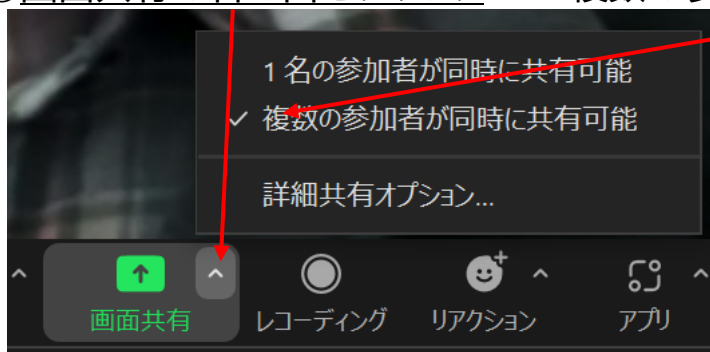 1 名の参加者が同時に共有可能
複数の参加者が同時に共有可能
詳細共有オプション...
画面共有 レコーディング リアクション アプリ